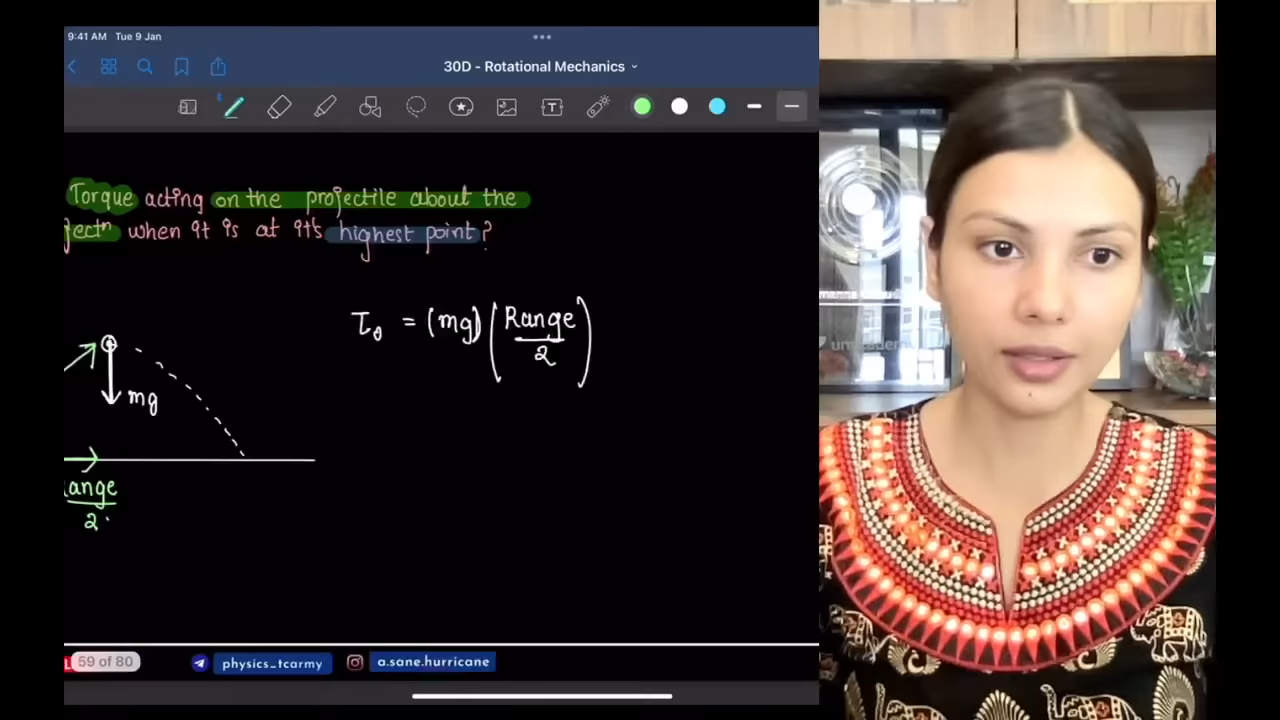 9:41 AM Tue 9 Jan
30D - Rotational Mechanics
Torque acting on the projectile about the
jectⁿ when it is at it's highest point?
τ₀ = (mg) (Range/2)
mg
ange
2
59 of 80
physics_tcarmy
a.sane.hurricane